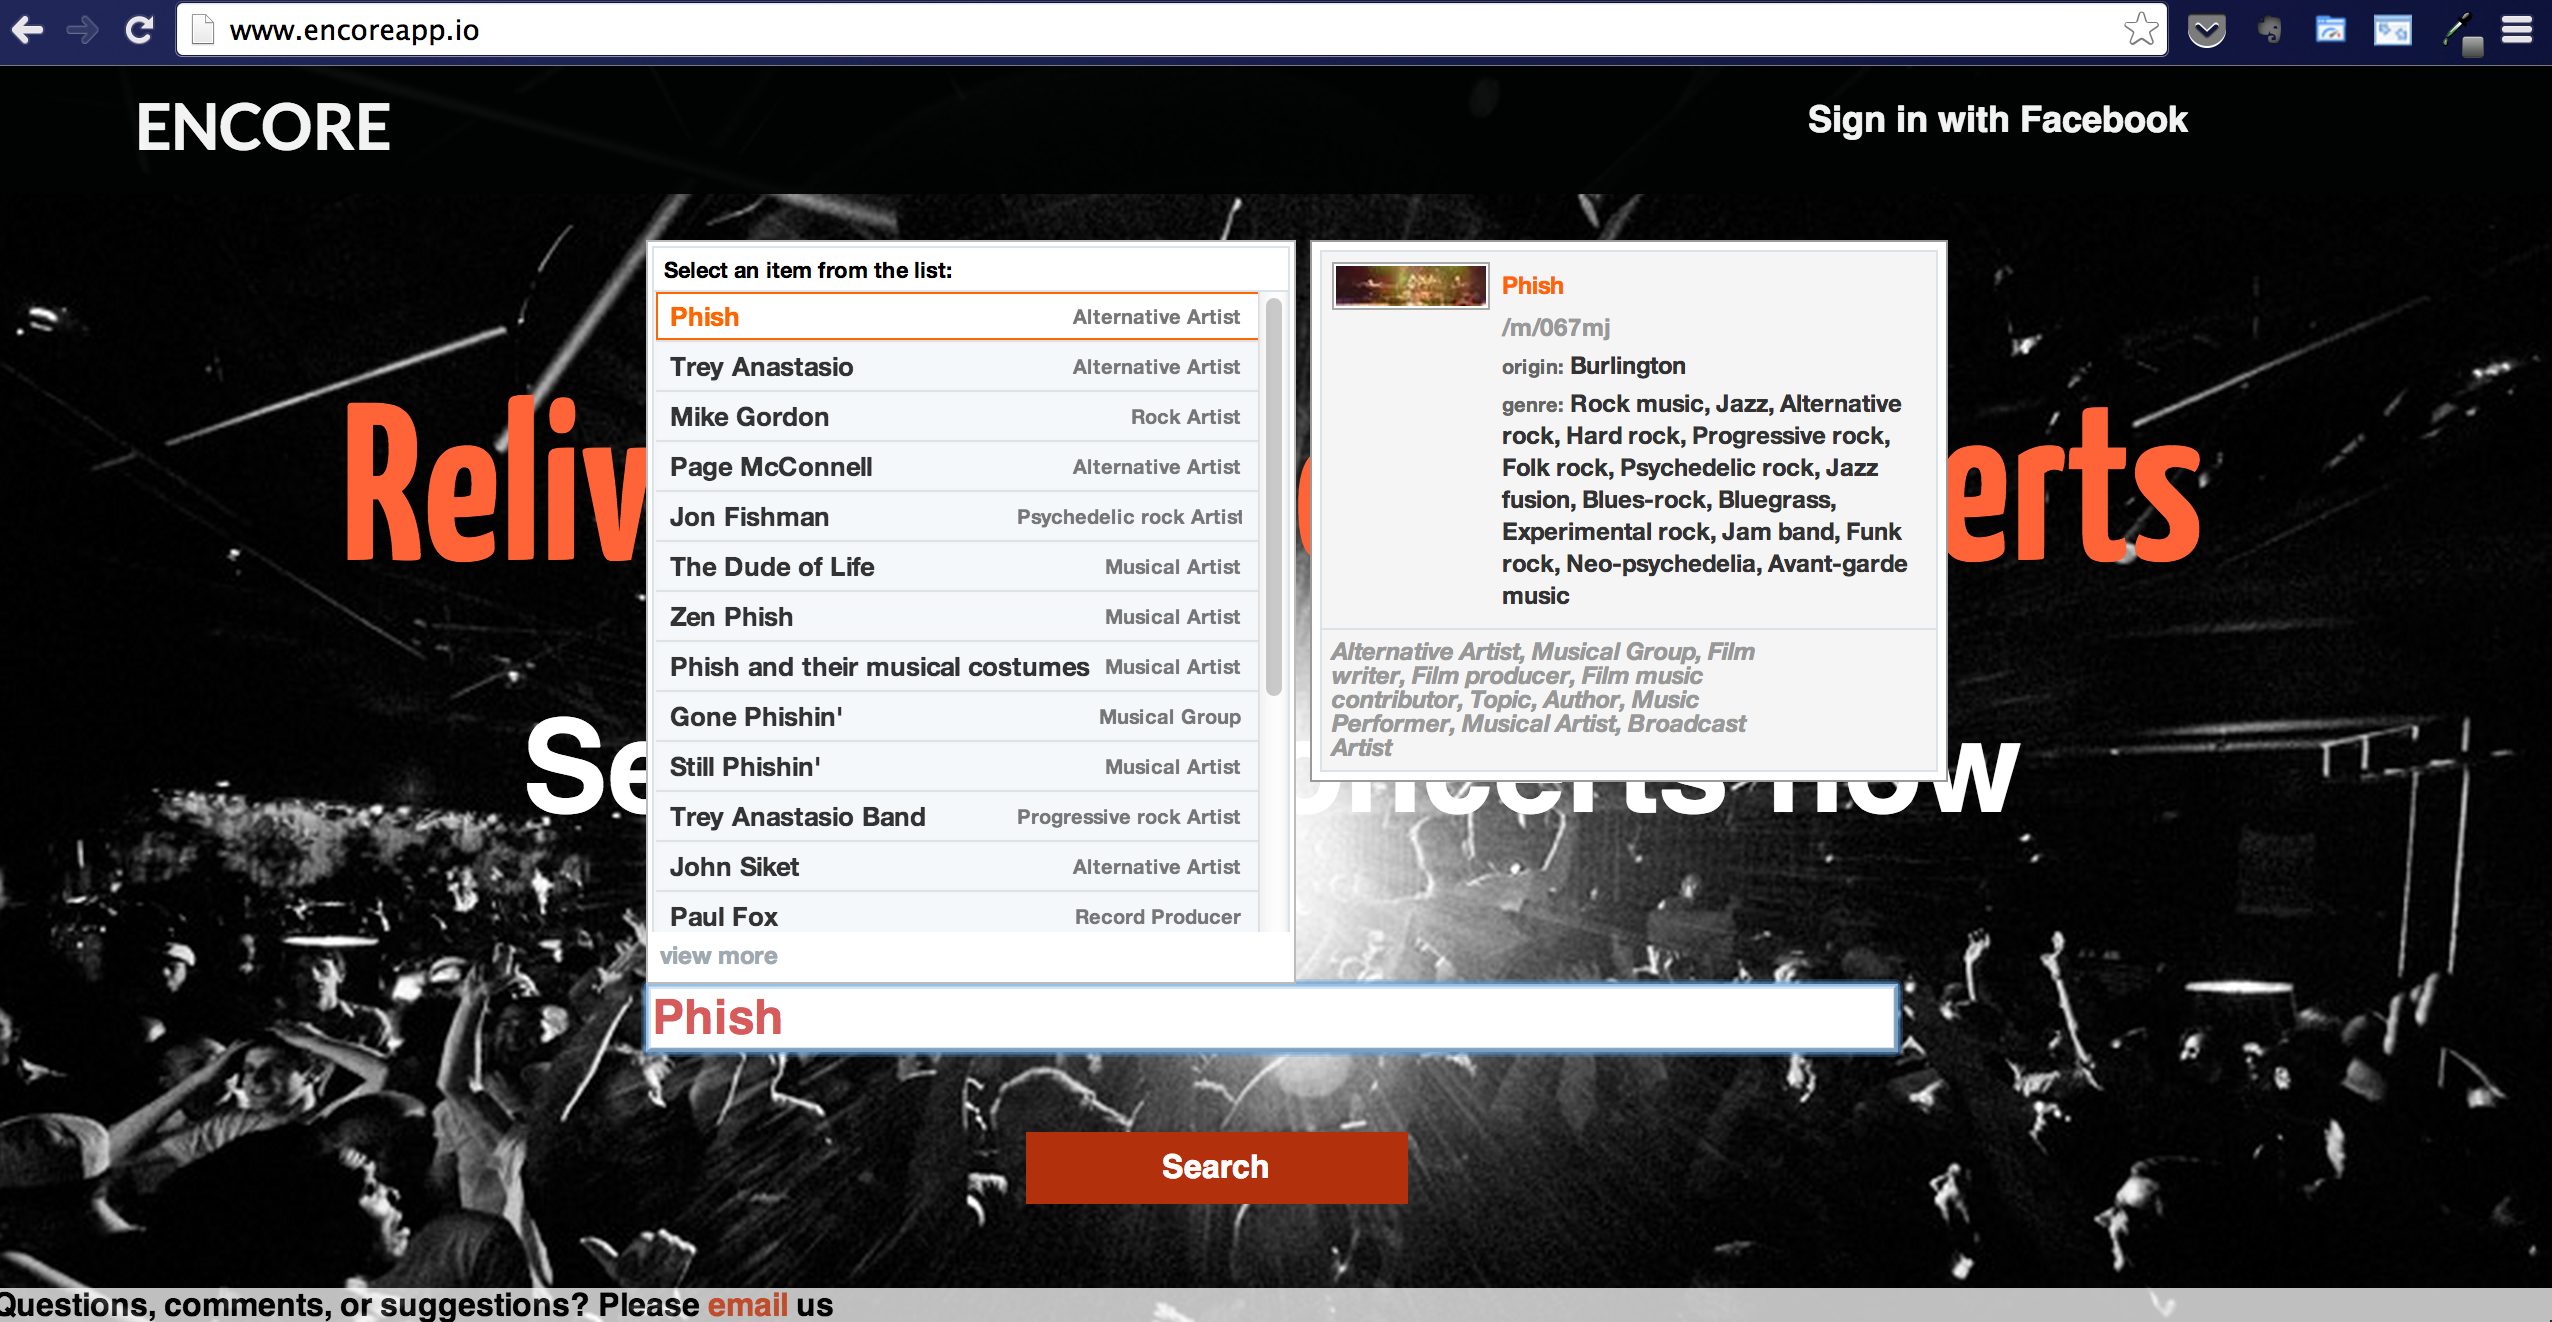 www.encoreapp.io
ENCORE
Sign in with Facebook
Select an item from the list:
Phish Alternative Artist
Trey Anastasio Alternative Artist
Mike Gordon Rock Artist
Page McConnell Alternative Artist
Jon Fishman Psychedelic rock Artist
The Dude of Life Musical Artist
Zen Phish Musical Artist
Phish and their musical costumes Musical Artist
Gone Phishin' Musical Group
Still Phishin' Musical Artist
Trey Anastasio Band Progressive rock Artist
John Siket Alternative Artist
Paul Fox Record Producer
view more
Phish
/m/067mj
origin: Burlington
genre: Rock music, Jazz, Alternative
rock, Hard rock, Progressive rock,
Folk rock, Psychedelic rock, Jazz
fusion, Blues-rock, Bluegrass,
Experimental rock, Jam band, Funk
rock, Neo-psychedelia, Avant-garde
music
Alternative Artist, Musical Group, Film
writer, Film producer, Film music
contributor, Topic, Author, Music
Performer, Musical Artist, Broadcast
Artist
Reliv erts
Se oncerts now
Phish
Search
Questions, comments, or suggestions? Please email us